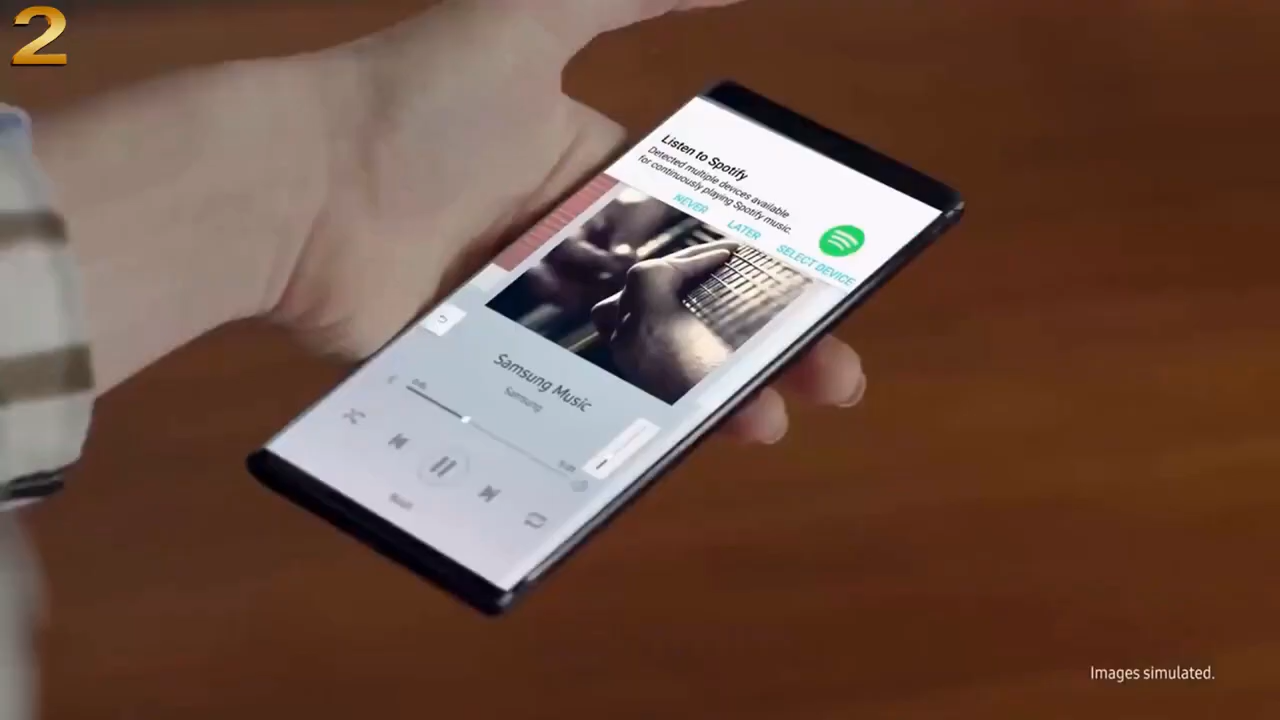 2
Listen to Spotify
Detected multiple devices available
for continuously playing Spotify music.
NEVER LATER SELECT DEVICE
Samsung Music
Samsung
Images simulated.